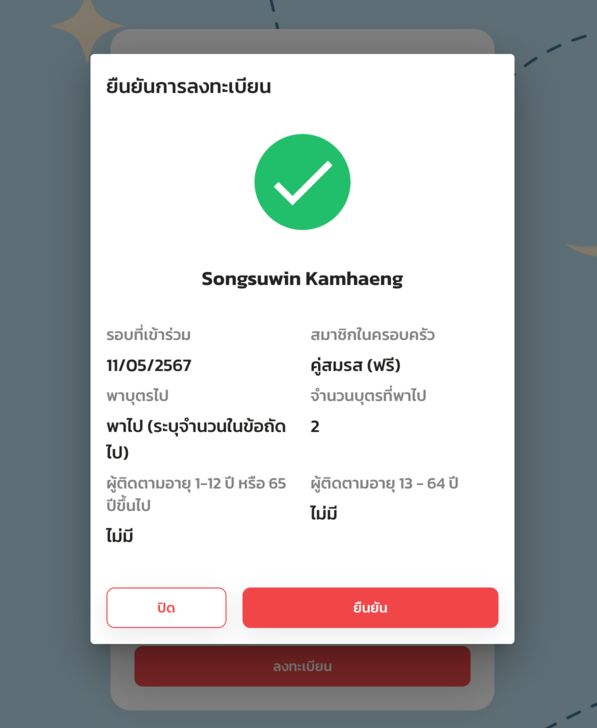 ยืนยันการลงทะเบียน
Songsuwin Kamhaeng
รอบที่เข้าร่วม
11/05/2567
สมาชิกในครอบครัว
คู่สมรส (ฟรี)
พาบุตรไป
พาไป (ระบุจำนวนในข้อถัด
ไป)
จำนวนบุตรที่พาไป
2
ผู้ติดตามอายุ 1-12 ปี หรือ 65
ปีขึ้นไป
ไม่มี
ผู้ติดตามอายุ 13 - 64 ปี
ไม่มี
ปิด
ยืนยัน
ลงทะเบียน